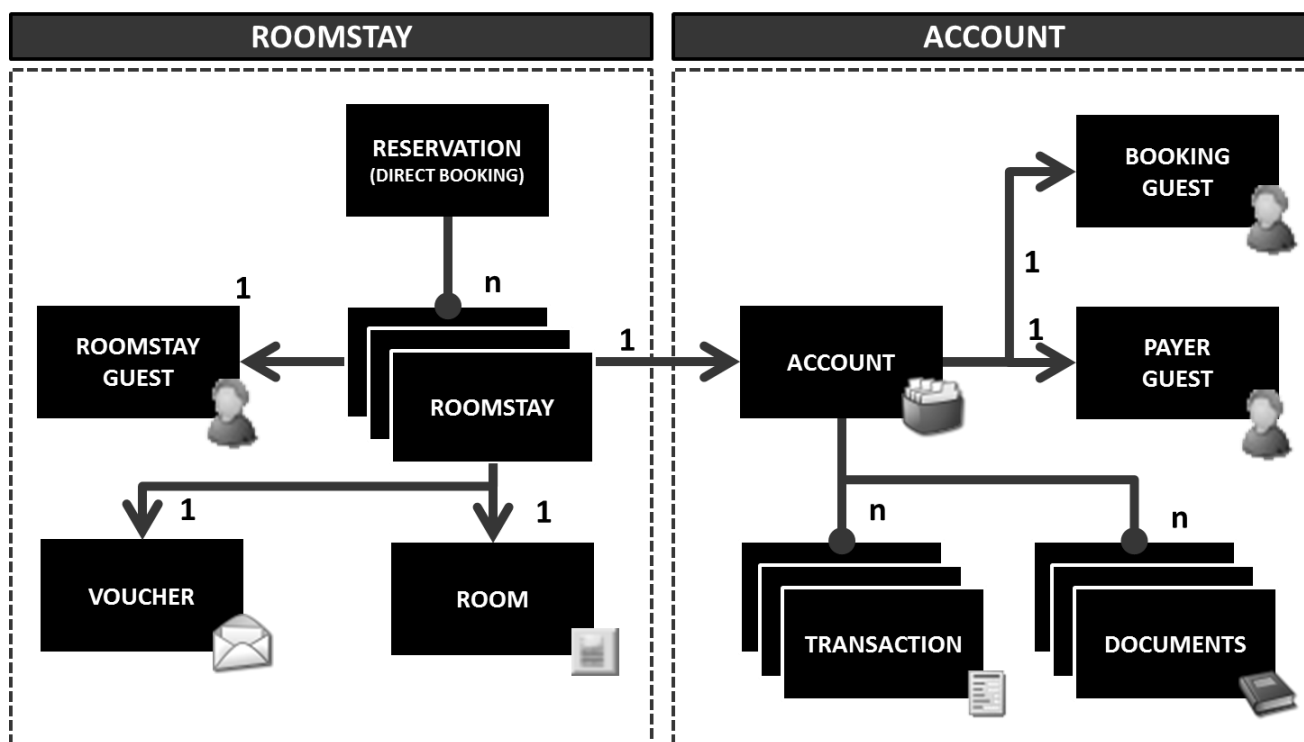 ROOMSTAY
ACCOUNT
RESERVATION
(DIRECT BOOKING)
n
1
ROOMSTAY
GUEST
ROOMSTAY
1
1
VOUCHER
1
ROOM
BOOKING
GUEST
1
1
ACCOUNT
PAYER
GUEST
n
n
TRANSACTION
DOCUMENTS